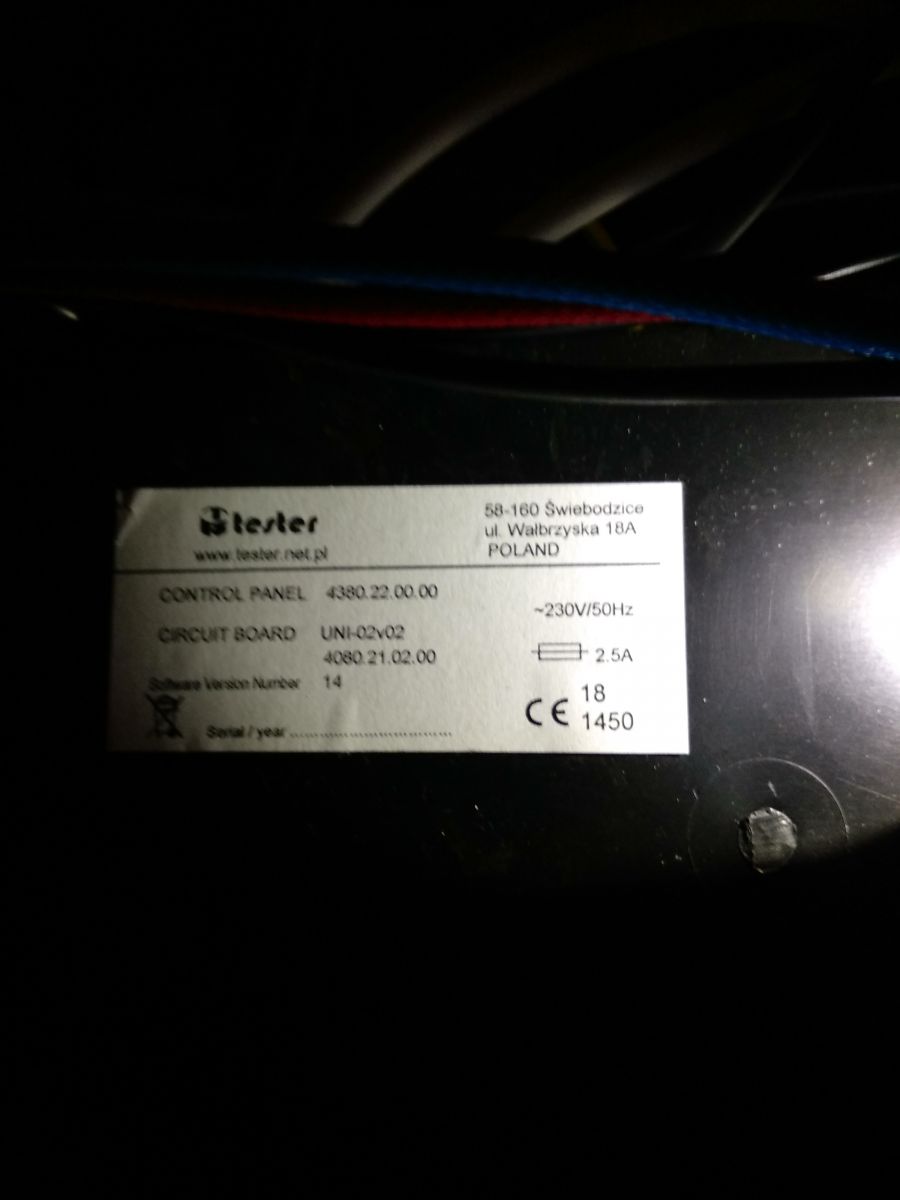 tester
www.tester.net.pl
58-160 Świebodzice
ul. Wałbrzyska 18A
POLAND
CONTROL PANEL 4380.22.00.00
~230V/50Hz
CIRCUIT BOARD UNI-02v02
4080.21.02.00
2.5A
Software Version Number 14
CE 18
1450
Serial / year ................................